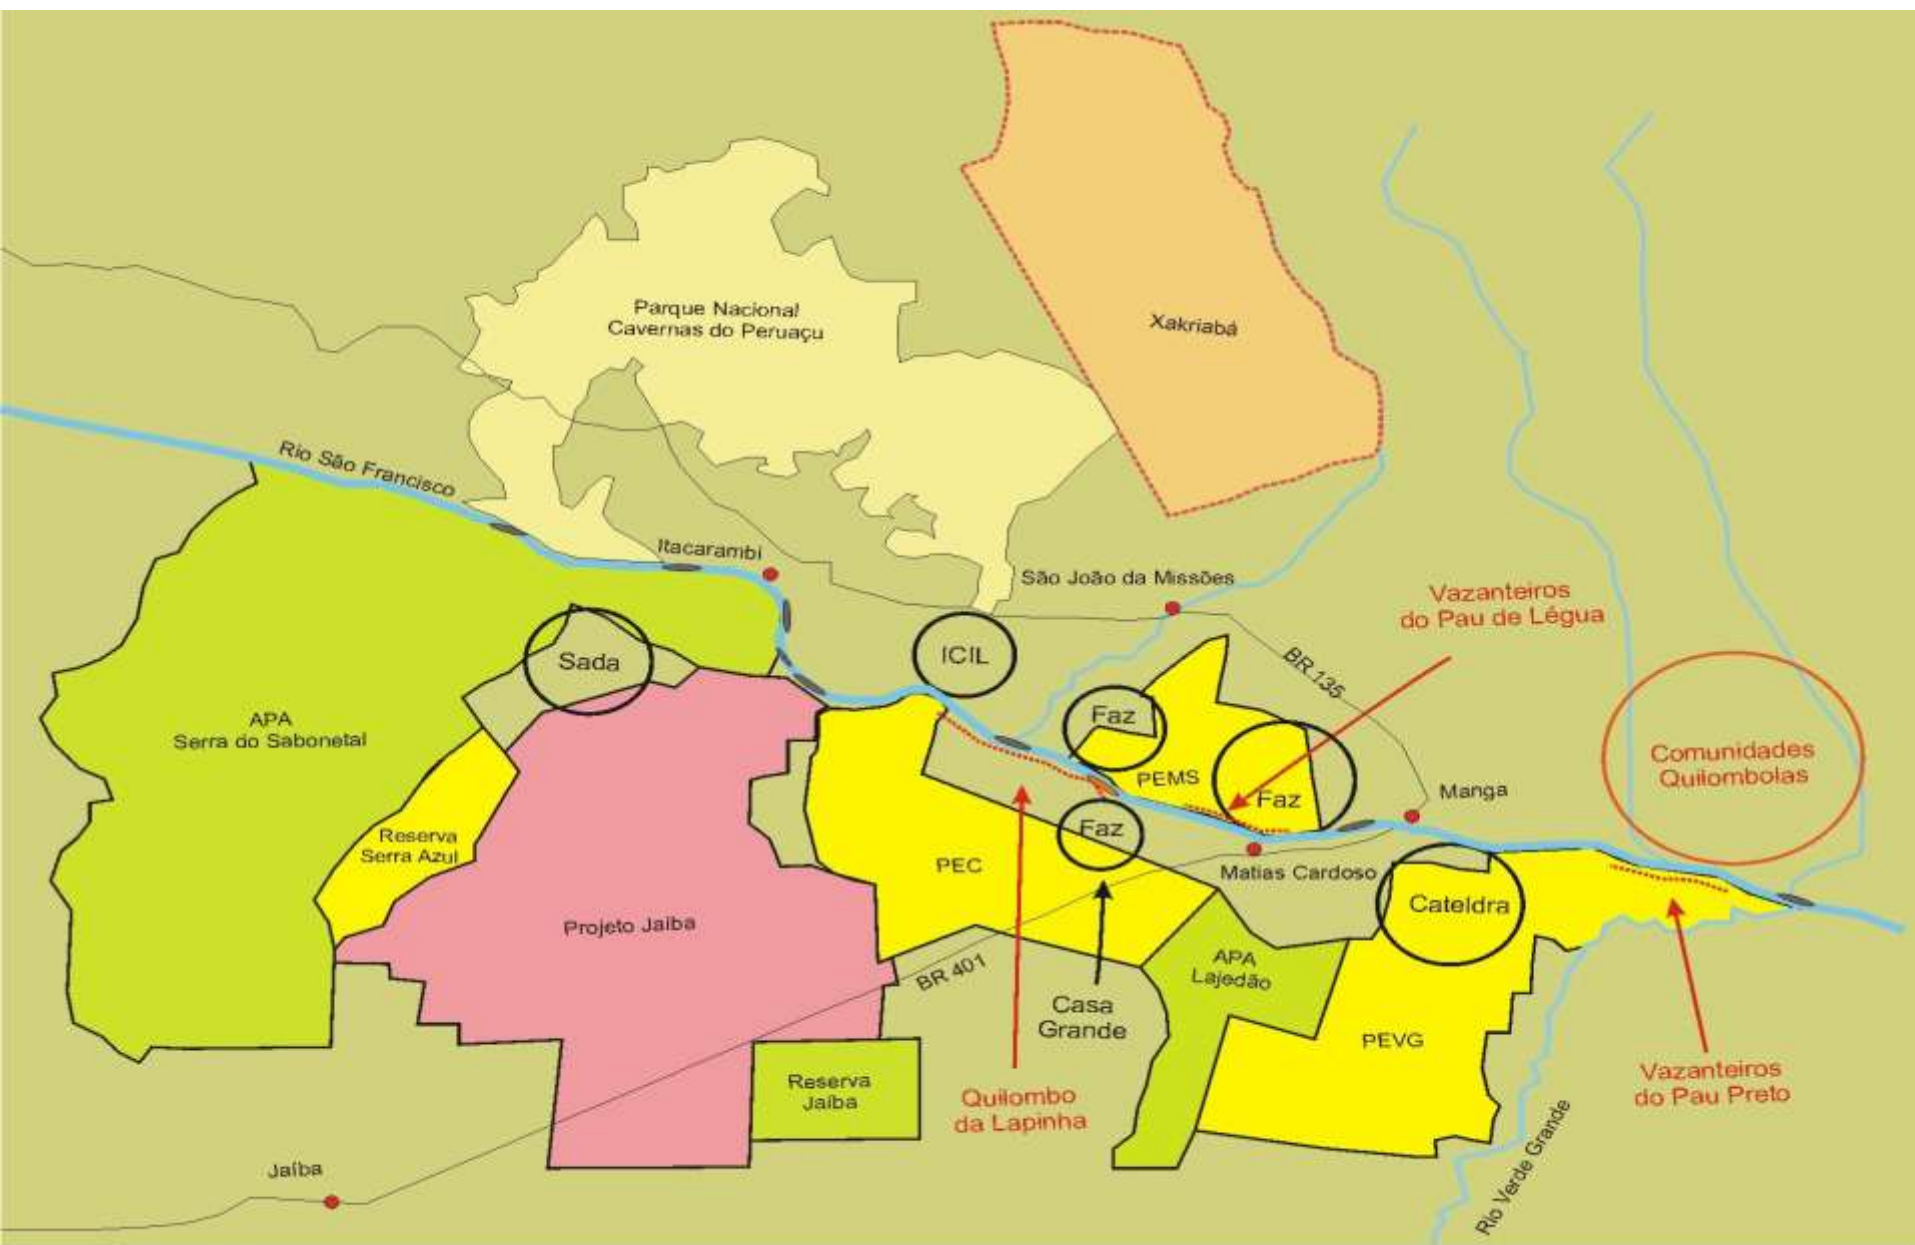 Parque Nacional
Cavernas do Peruaçu
Xakriabá
Rio São Francisco
Itacarambi
São João da Missões
Vazanteiros
do Pau de Légua
Sada
ICIL
BR 135
APA
Serra do Sabonetal
Faz
PEMS
Faz
Manga
Comunidades
Quilombolas
Reserva
Serra Azul
Faz
PEC
Matias Cardoso
Cateldra
Projeto Jaíba
BR 401
APA
Lajedão
Casa
Grande
PEVG
Reserva
Jaíba
Quilombo
da Lapinha
Vazanteiros
do Pau Preto
Rio Verde Grande
Jaíba